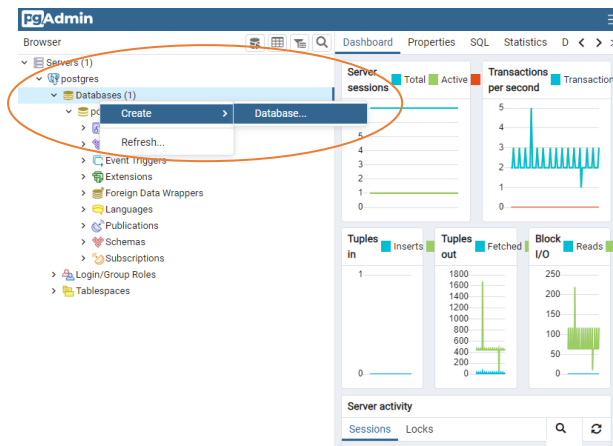 pgAdmin
Browser
Dashboard Properties SQL Statistics D
Servers (1)
postgres
Databases (1)
Create
Database...
Refresh...
Event Triggers
Extensions
Foreign Data Wrappers
Languages
Publications
Schemas
Subscriptions
Login/Group Roles
Tablespaces
Server sessions
Total Active
5
4
3
2
1
0
Transactions per second
Transaction
5
4
3
2
1
0
Tuples in
Inserts
1
0
Tuples out
Fetched
1800
1600
1400
1200
1000
800
600
400
200
0
Block I/O
Reads
250
200
150
100
50
0
Server activity
Sessions Locks